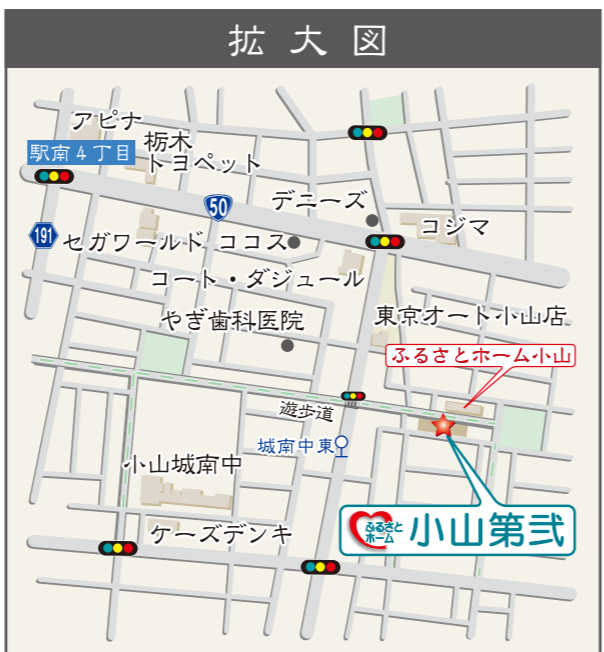 拡大図
アピナ
栃木
トヨペット
駅南4丁目
50
デニーズ
コジマ
191
セガワールド
ココス
コート・ダジュール
やぎ歯科医院
東京オート小山店
ふるさとホーム小山
遊歩道
城南中東
小山城南中
ふるさと
ホーム
小山第弐
ケーズデンキ